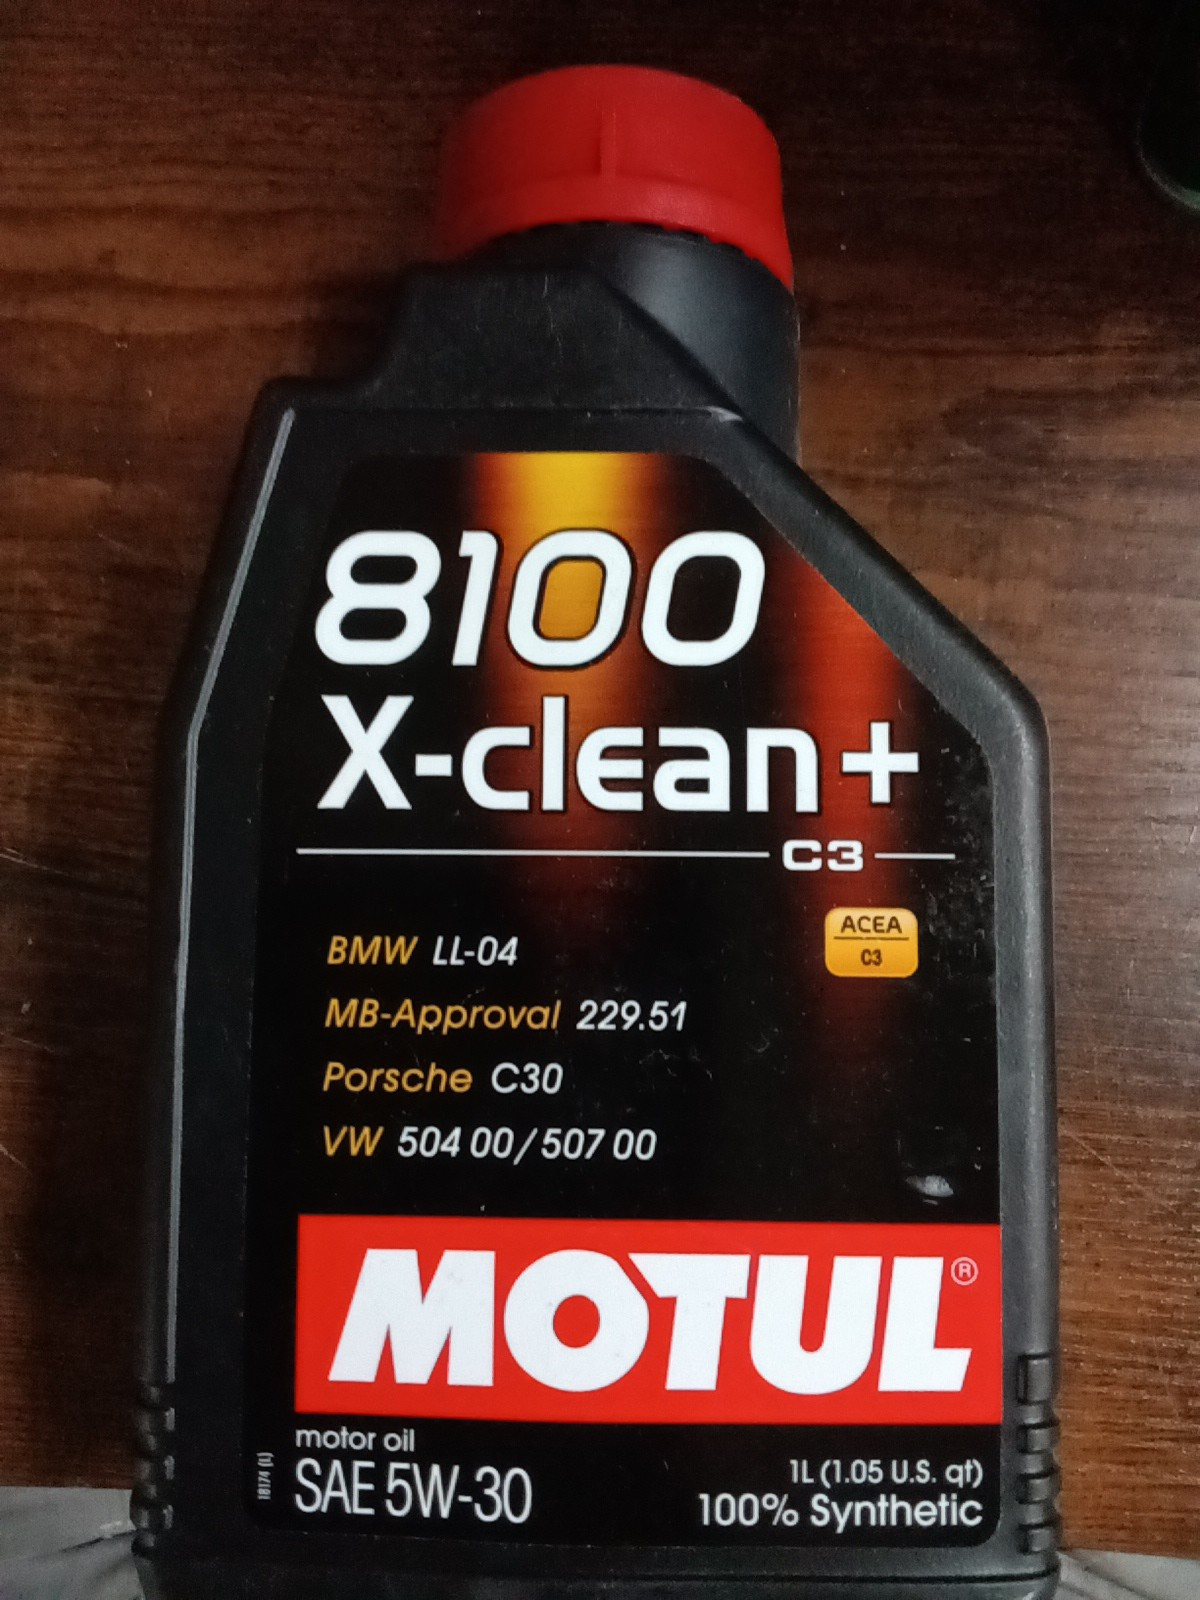 8100
X-clean+
C3
ACEA
C3
BMW LL-04
MB-Approval 229.51
Porsche C30
VW 504 00/507 00
MOTUL®
motor oil
SAE 5W-30
1L (1.05 U.S. qt)
100% Synthetic
18174 (L)